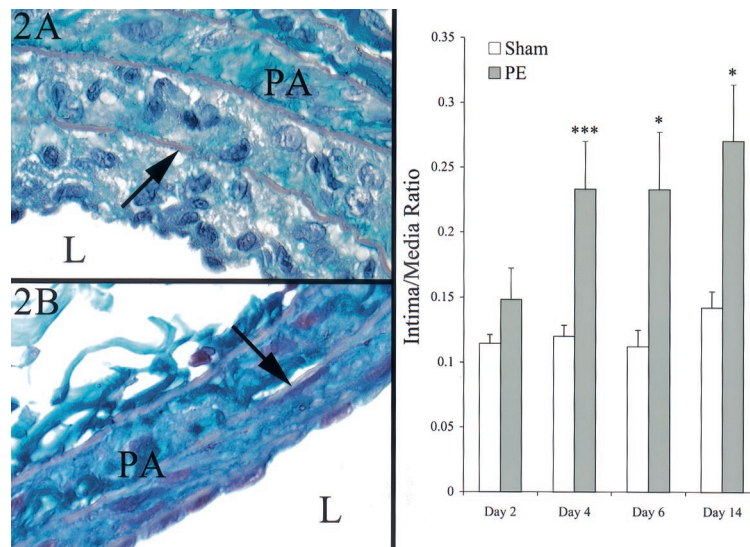 2A
PA
L
2B
PA
L
0.35
0.3
0.25
0.2
0.15
0.1
0.05
0
Intima/Media Ratio
Sham
PE
***
*
*
Day 2
Day 4
Day 6
Day 14